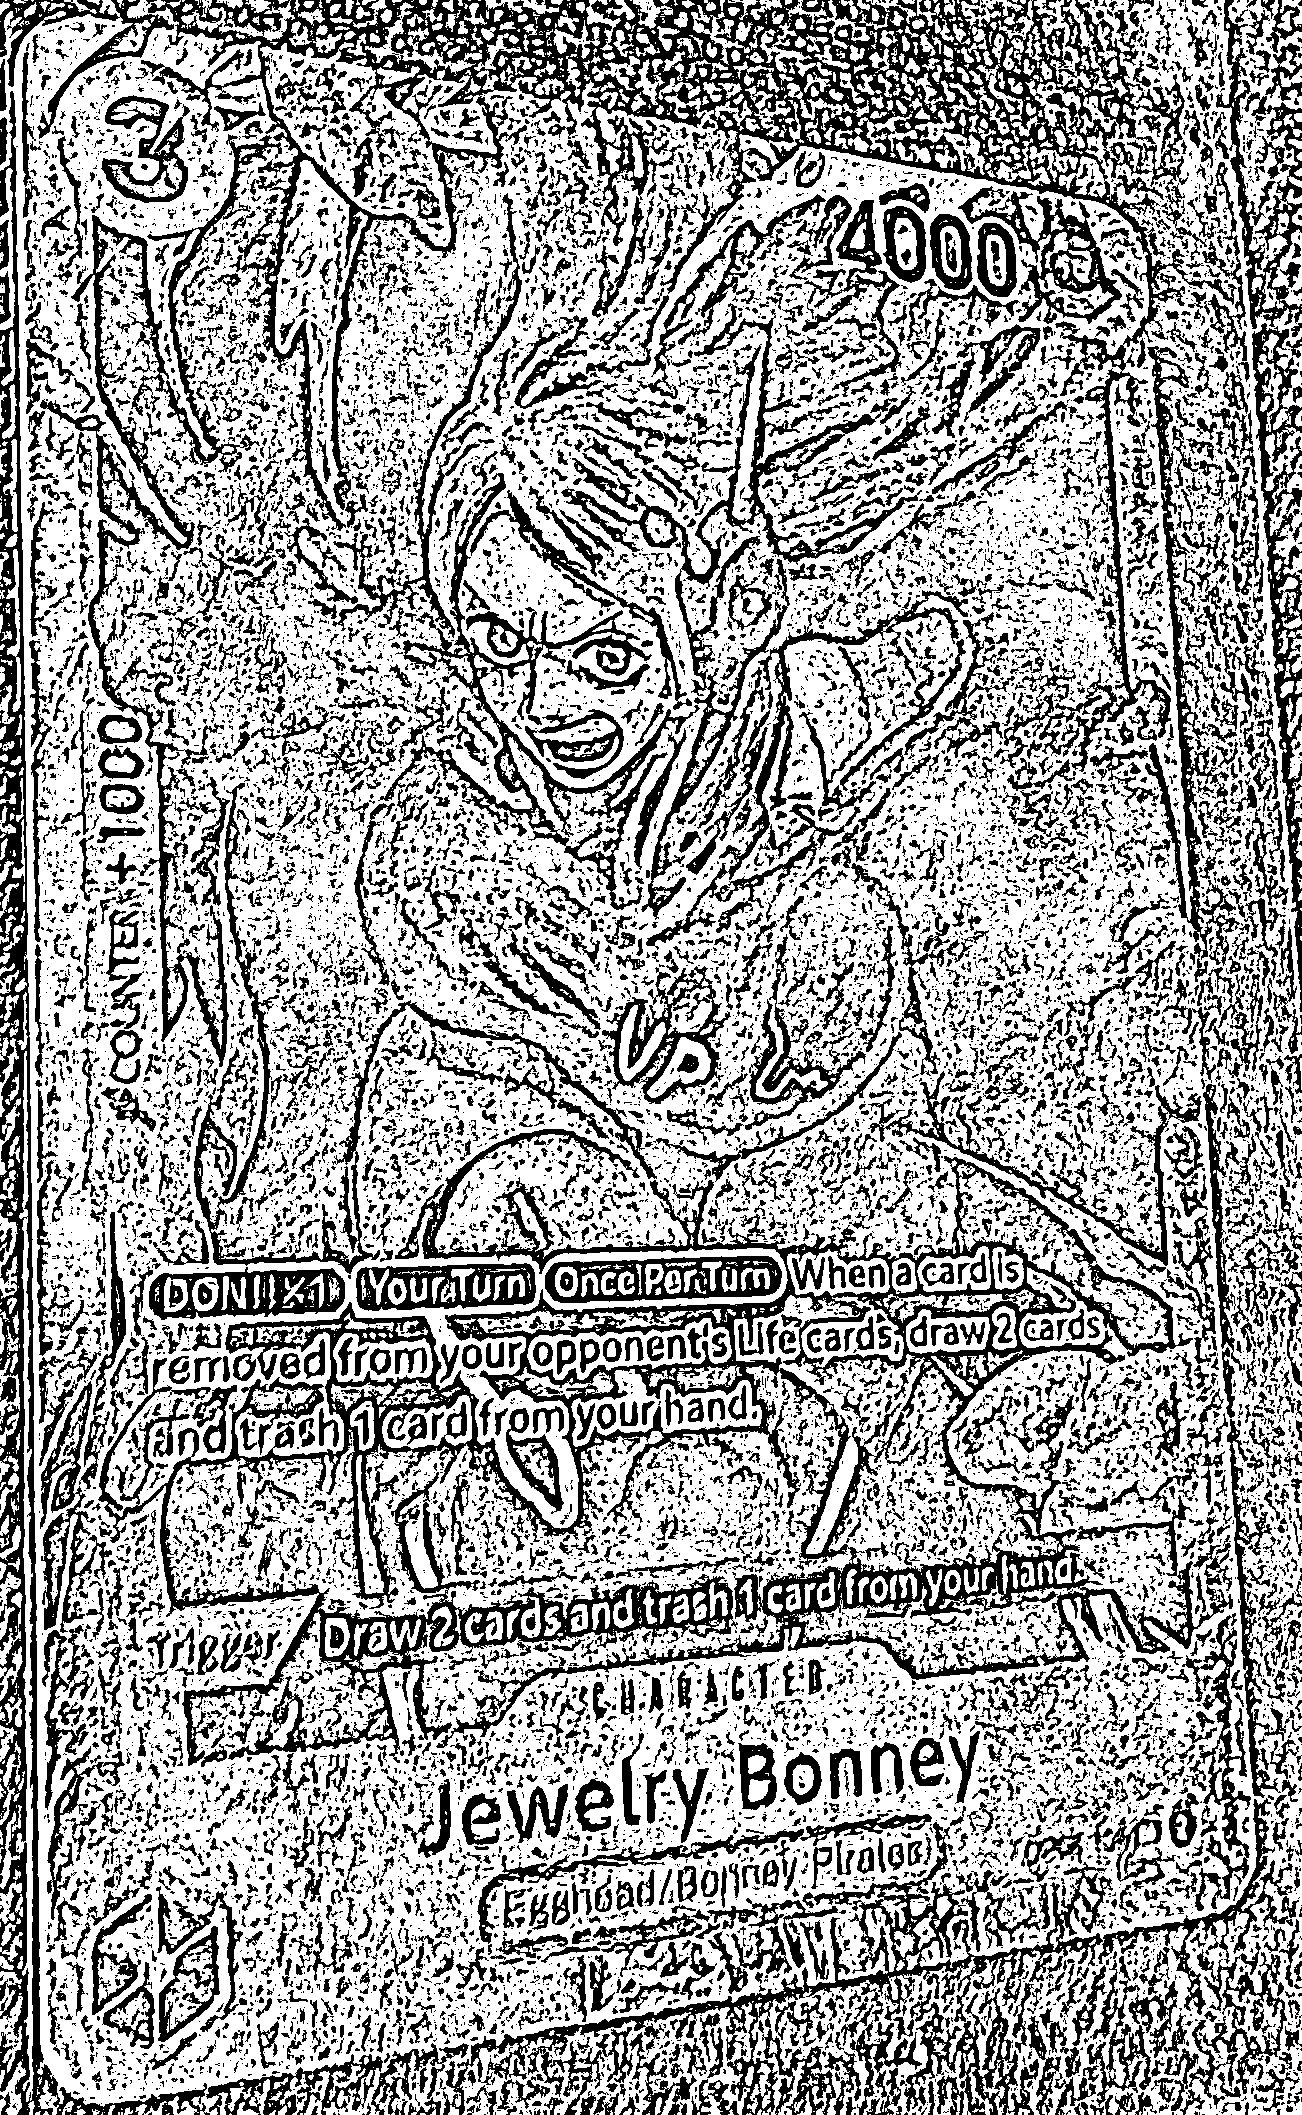 3
4000
COUNTER +1000
DON!! ×1 Your Turn Once Per Turn When a card is
removed from your opponent's Life cards, draw 2 cards
and trash 1 card from your hand.
Trigger Draw 2 cards and trash 1 card from your hand.
CHARACTER
Jewelry Bonney
Egghead/Bonney Pirates